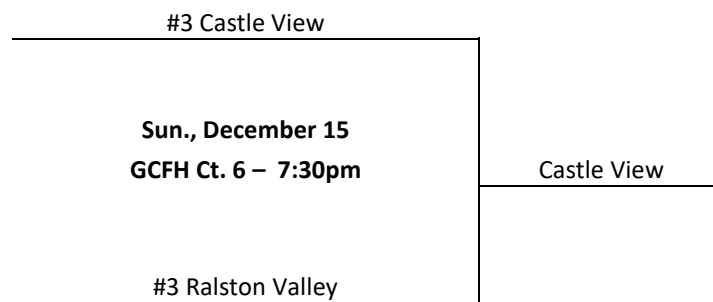 #3 Castle View
Sun., December 15
GCFH Ct. 6 – 7:30pm
Castle View
#3 Ralston Valley